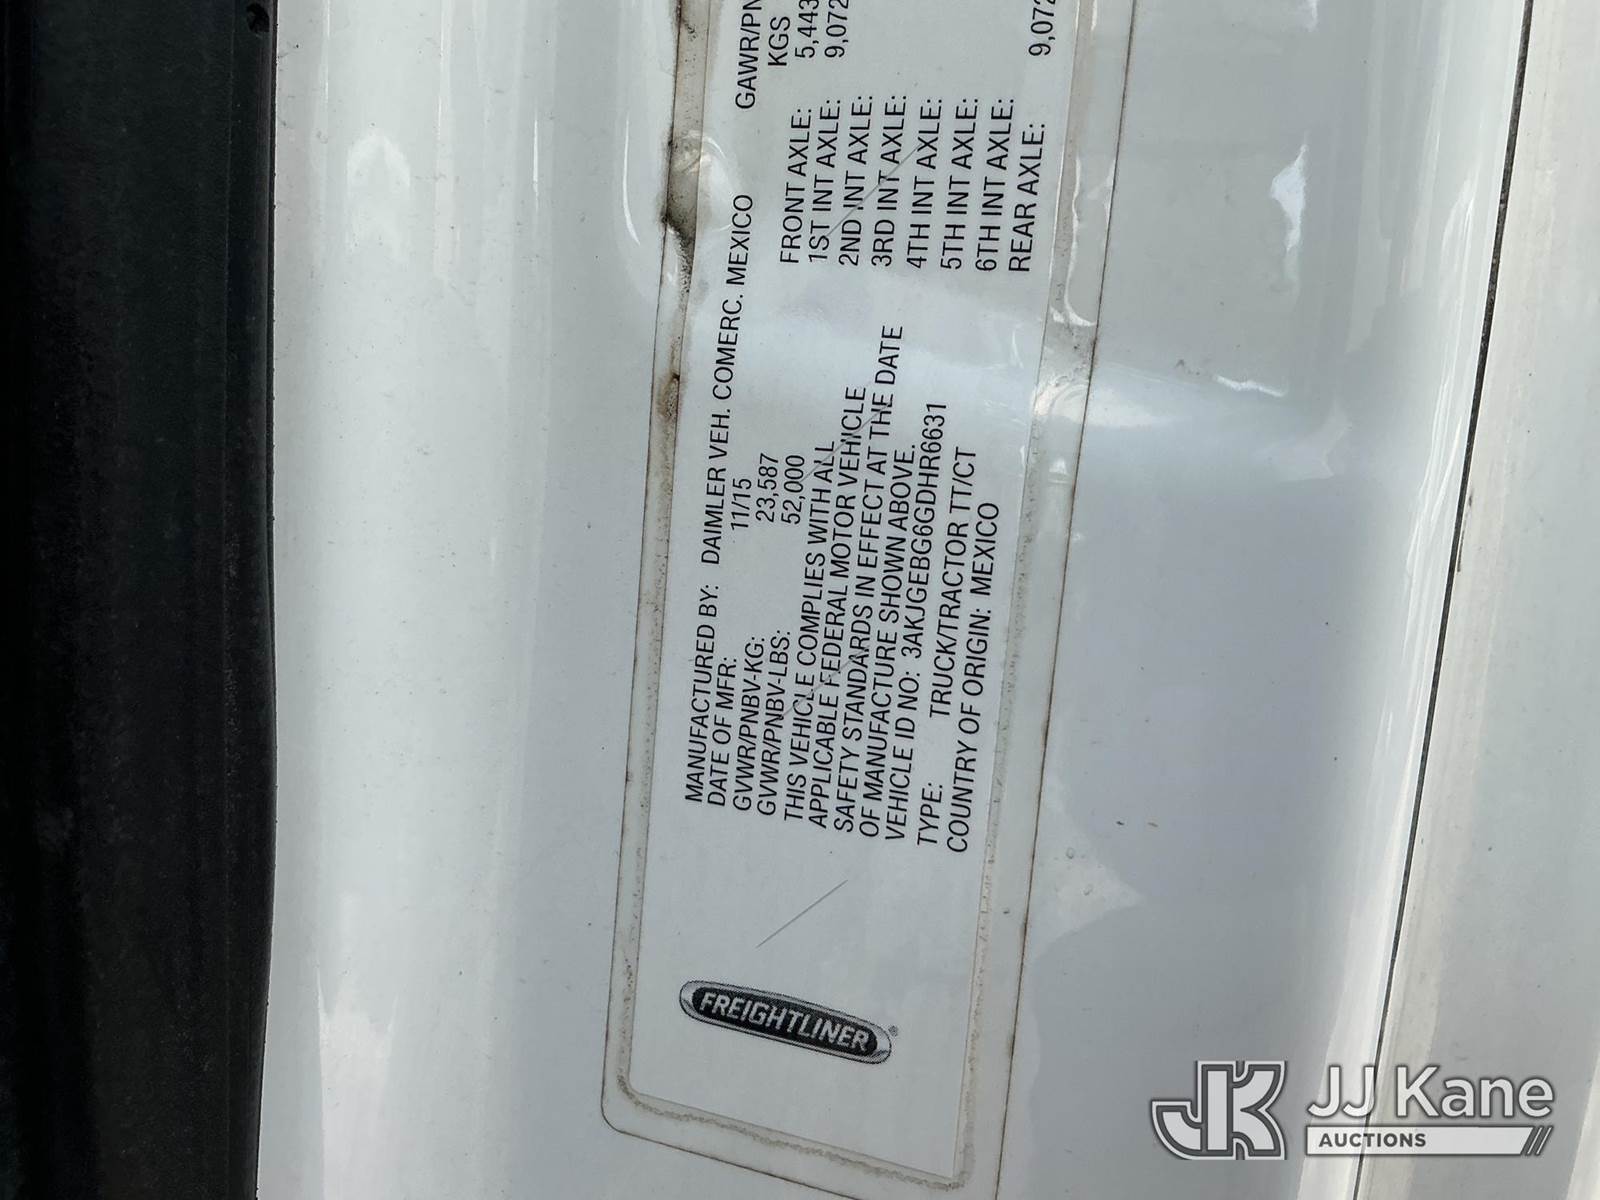 FREIGHTLINER®
MANUFACTURED BY: DAIMLER VEH. COMERC. MEXICO
DATE OF MFR: 11/15
GVWR/PNBV-KG: 23,587
GVWR/PNBV-LBS: 52,000
THIS VEHICLE COMPLIES WITH ALL
APPLICABLE FEDERAL MOTOR VEHICLE
SAFETY STANDARDS IN EFFECT AT THE DATE
OF MANUFACTURE SHOWN ABOVE.
VEHICLE ID NO: 3AKJGEBG6GDHR6631
TYPE: TRUCK/TRACTOR TT/CT
COUNTRY OF ORIGIN: MEXICO
GAWR/PN
KGS
FRONT AXLE: 5,443
1ST INT AXLE: 9,072
2ND INT AXLE:
3RD INT AXLE:
4TH INT AXLE:
5TH INT AXLE:
6TH INT AXLE:
REAR AXLE: 9,072
JK JJ Kane
AUCTIONS